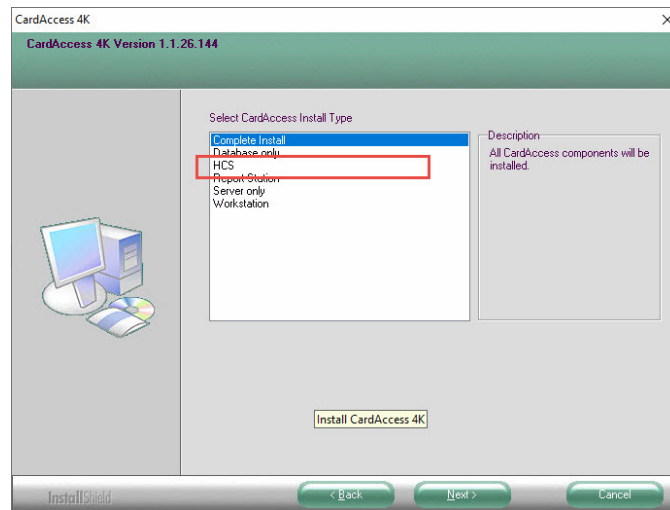 CardAccess 4K
CardAccess 4K Version 1.1.26.144
Select CardAccess Install Type
Complete Install
Database only
HCS
Report Station
Server only
Workstation
Description
All CardAccess components will be
installed.
Install CardAccess 4K
InstallShield
< Back
Next >
Cancel